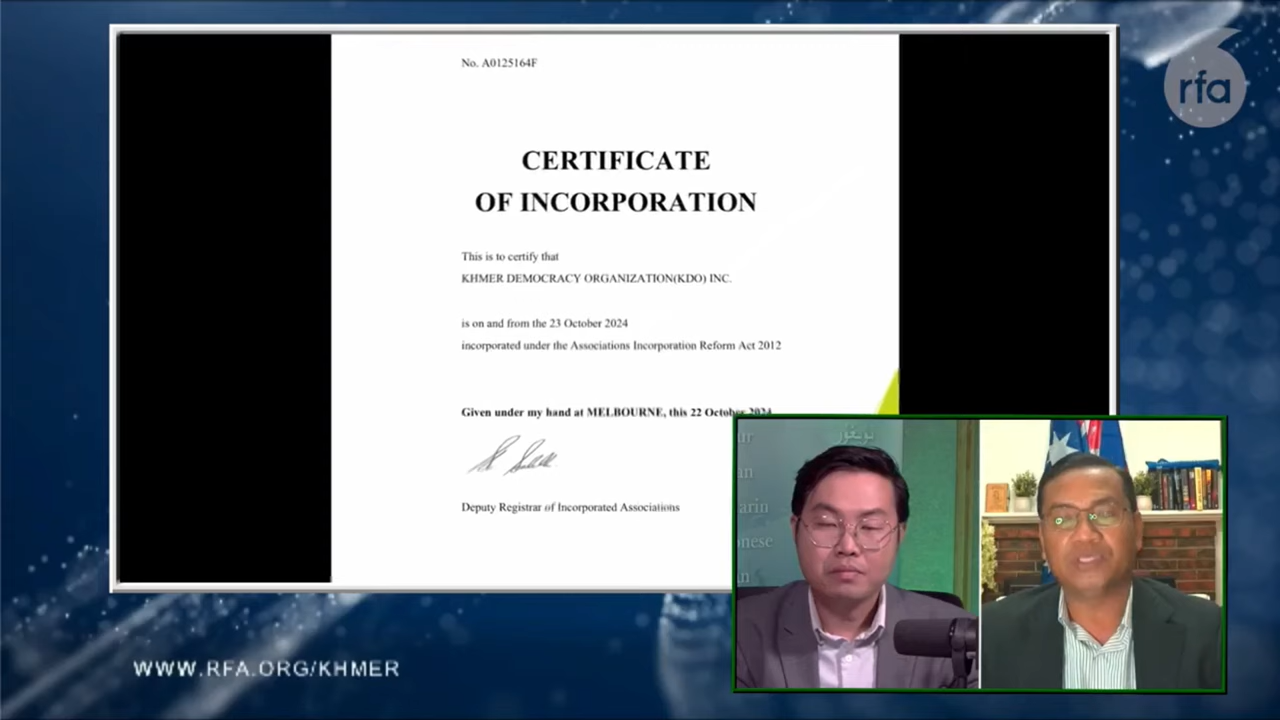 No. A0125164F
rfa
CERTIFICATE
OF INCORPORATION
This is to certify that
KHMER DEMOCRACY ORGANIZATION(KDO) INC.
is on and from the 23 October 2024
incorporated under the Associations Incorporation Reform Act 2012
Given under my hand at MELBOURNE, this 22 October 2024
Deputy Registrar of Incorporated Associations
WWW.RFA.ORG/KHMER